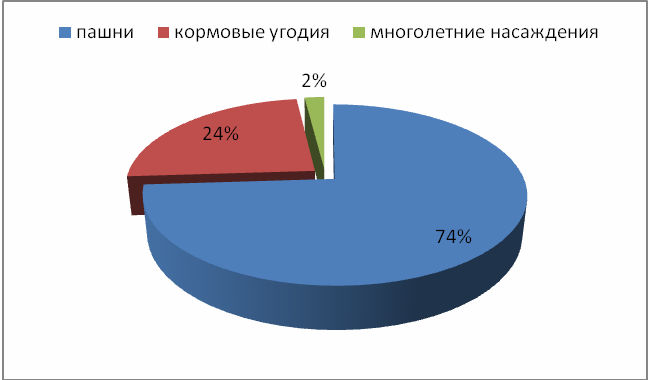 пашни кормовые угодия многолетние насаждения
2%
24%
74%